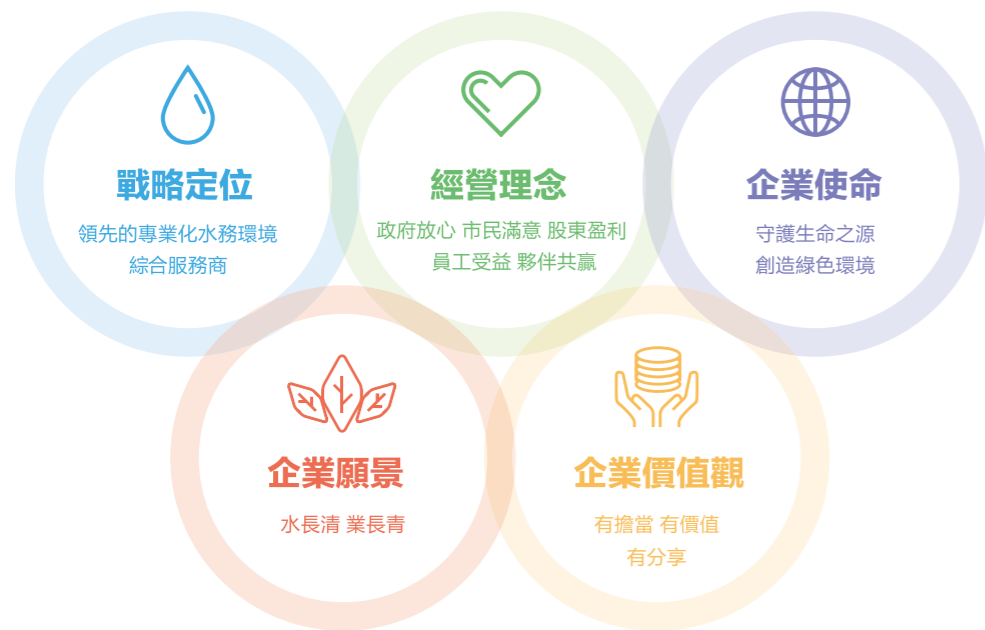 戰略定位
領先的專業化水務環境
綜合服務商
經營理念
政府放心 市民滿意 股東盈利
員工受益 夥伴共贏
企業使命
守護生命之源
創造綠色環境
企業願景
水長清 業長青
企業價值觀
有擔當 有價值
有分享